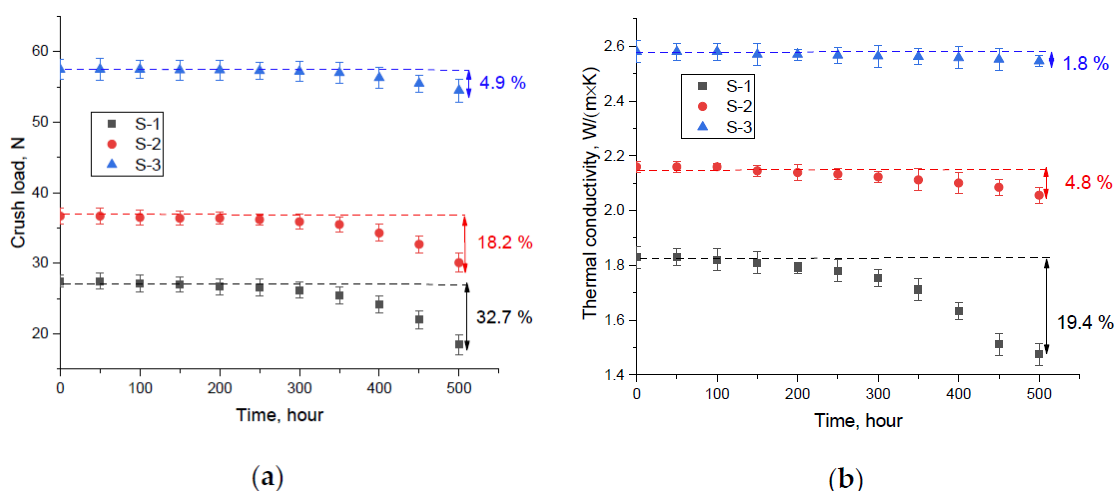 60
50
40
30
20
Crush load, N
S-1
S-2
S-3
4.9 %
18.2 %
32.7 %
0
100
200
300
400
500
Time, hour
(a)
2.6
2.4
2.2
2.0
1.8
1.6
1.4
Thermal conductivity, W/(m×K)
S-1
S-2
S-3
1.8 %
4.8 %
19.4 %
0
100
200
300
400
500
Time, hour
(b)